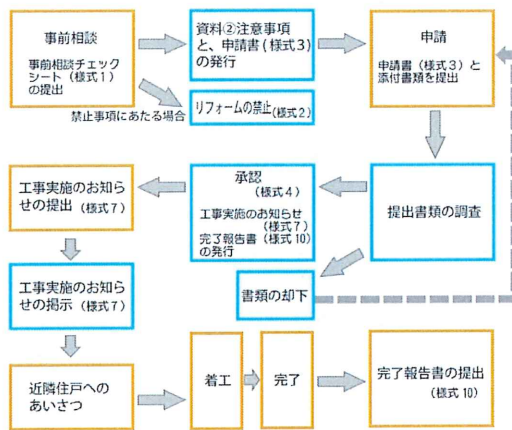 事前相談
事前相談チェック
シート（様式1）
の提出
資料②注意事項
と、申請書(様式3)
の発行
申請
申請書（様式3）と
添付書類を提出
禁止事項にあたる場合
リフォームの禁止(様式2)
工事実施のお知ら
せの提出（様式7）
承認
（様式4）
工事実施のお知らせ
（様式7）
完了報告書（様式10）
の発行
提出書類の調査
工事実施のお知ら
せの掲示（様式7）
書類の却下
近隣住戸への
あいさつ
着工
完了
完了報告書の提出
（様式10）